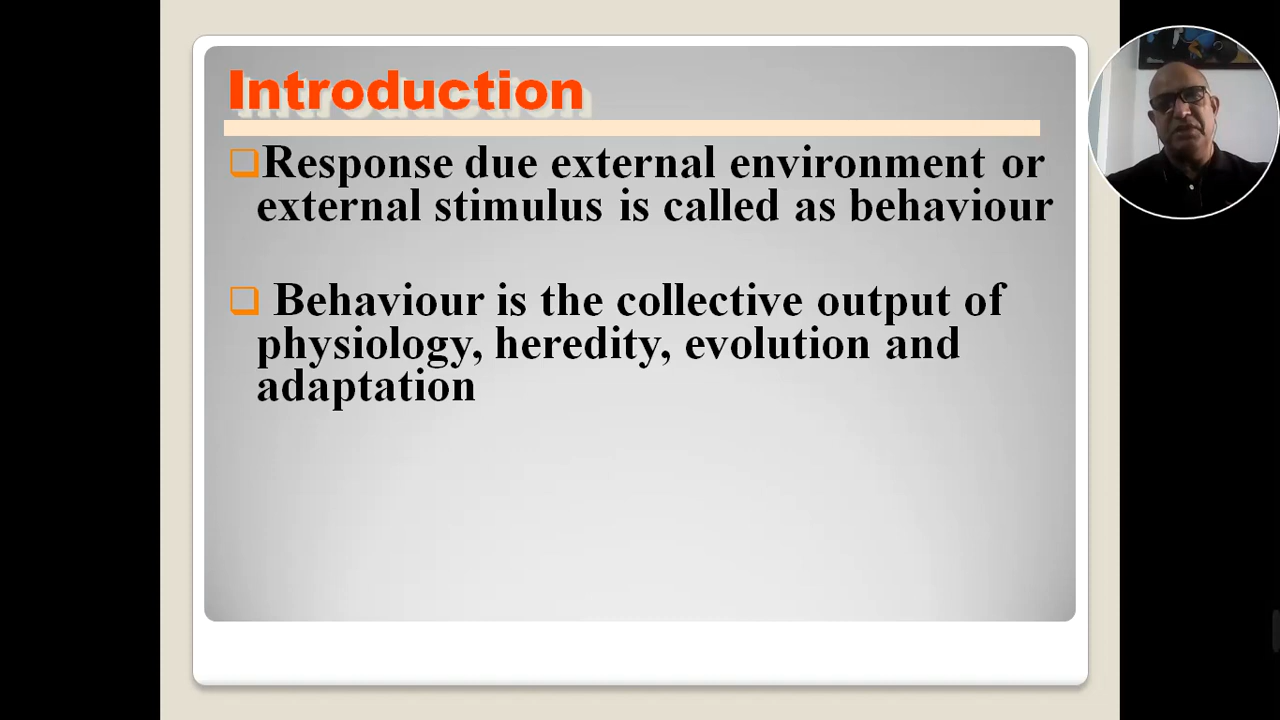 Introduction
Response due external environment or
external stimulus is called as behaviour
Behaviour is the collective output of
physiology, heredity, evolution and
adaptation